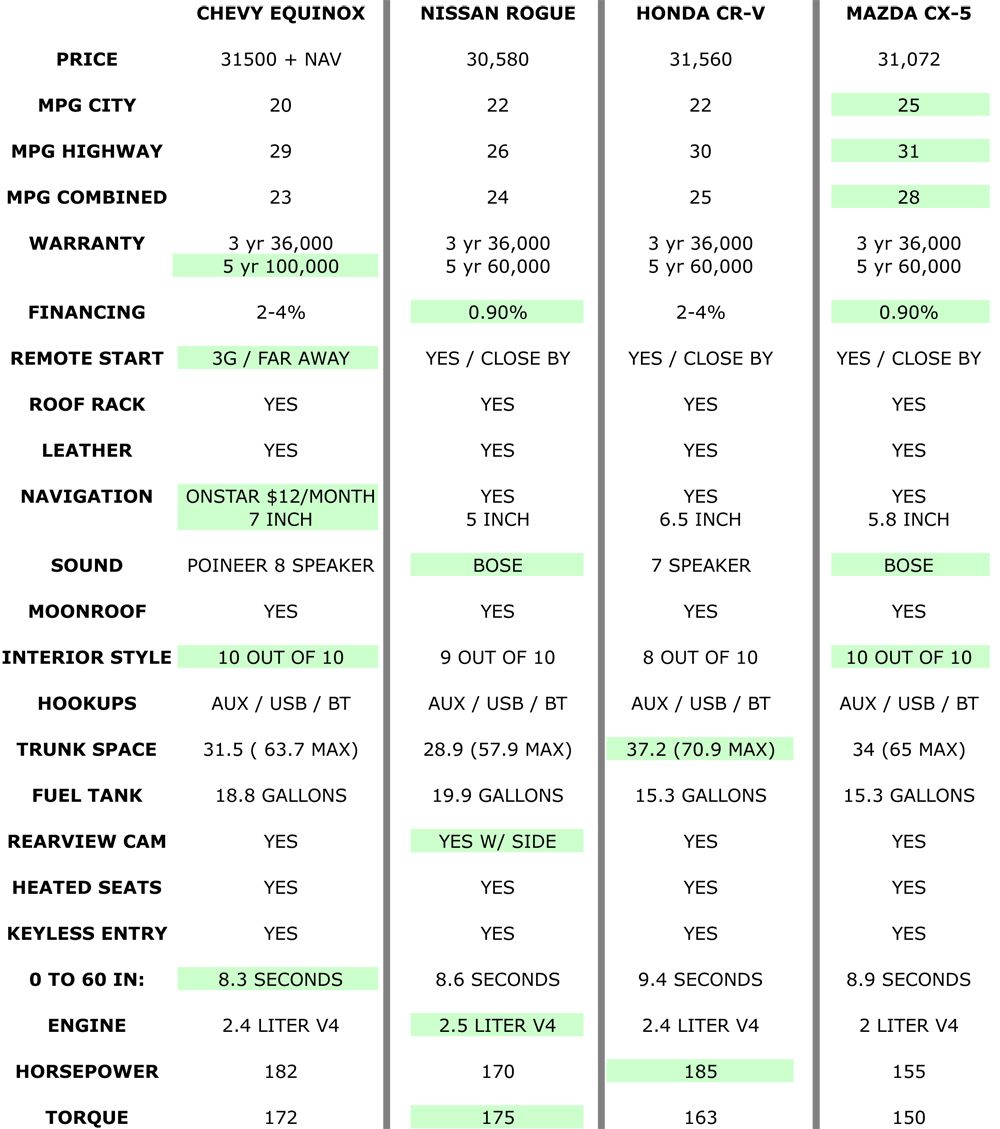 CHEVY EQUINOX NISSAN ROGUE HONDA CR-V MAZDA CX-5
PRICE 31500 + NAV 30,580 31,560 31,072
MPG CITY 20 22 22 25
MPG HIGHWAY 29 26 30 31
MPG COMBINED 23 24 25 28
WARRANTY 3 yr 36,000 3 yr 36,000 3 yr 36,000 3 yr 36,000
5 yr 100,000 5 yr 60,000 5 yr 60,000 5 yr 60,000
FINANCING 2-4% 0.90% 2-4% 0.90%
REMOTE START 3G / FAR AWAY YES / CLOSE BY YES / CLOSE BY YES / CLOSE BY
ROOF RACK YES YES YES YES
LEATHER YES YES YES YES
NAVIGATION ONSTAR $12/MONTH YES YES YES
7 INCH 5 INCH 6.5 INCH 5.8 INCH
SOUND POINEER 8 SPEAKER BOSE 7 SPEAKER BOSE
MOONROOF YES YES YES YES
INTERIOR STYLE 10 OUT OF 10 9 OUT OF 10 8 OUT OF 10 10 OUT OF 10
HOOKUPS AUX / USB / BT AUX / USB / BT AUX / USB / BT AUX / USB / BT
TRUNK SPACE 31.5 ( 63.7 MAX) 28.9 (57.9 MAX) 37.2 (70.9 MAX) 34 (65 MAX)
FUEL TANK 18.8 GALLONS 19.9 GALLONS 15.3 GALLONS 15.3 GALLONS
REARVIEW CAM YES YES W/ SIDE YES YES
HEATED SEATS YES YES YES YES
KEYLESS ENTRY YES YES YES YES
0 TO 60 IN: 8.3 SECONDS 8.6 SECONDS 9.4 SECONDS 8.9 SECONDS
ENGINE 2.4 LITER V4 2.5 LITER V4 2.4 LITER V4 2 LITER V4
HORSEPOWER 182 170 185 155
TORQUE 172 175 163 150